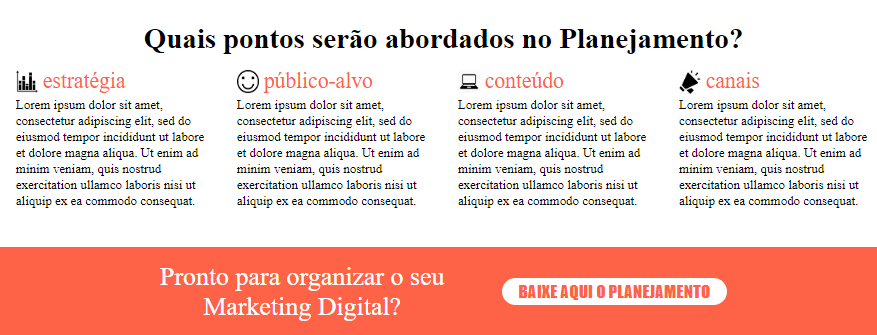 Quais pontos serão abordados no Planejamento?
estratégia
Lorem ipsum dolor sit amet,
consectetur adipiscing elit, sed do
eiusmod tempor incididunt ut labore
et dolore magna aliqua. Ut enim ad
minim veniam, quis nostrud
exercitation ullamco laboris nisi ut
aliquip ex ea commodo consequat.
público-alvo
Lorem ipsum dolor sit amet,
consectetur adipiscing elit, sed do
eiusmod tempor incididunt ut labore
et dolore magna aliqua. Ut enim ad
minim veniam, quis nostrud
exercitation ullamco laboris nisi ut
aliquip ex ea commodo consequat.
conteúdo
Lorem ipsum dolor sit amet,
consectetur adipiscing elit, sed do
eiusmod tempor incididunt ut labore
et dolore magna aliqua. Ut enim ad
minim veniam, quis nostrud
exercitation ullamco laboris nisi ut
aliquip ex ea commodo consequat.
canais
Lorem ipsum dolor sit amet,
consectetur adipiscing elit, sed do
eiusmod tempor incididunt ut labore
et dolore magna aliqua. Ut enim ad
minim veniam, quis nostrud
exercitation ullamco laboris nisi ut
aliquip ex ea commodo consequat.
Pronto para organizar o seu
Marketing Digital?
BAIXE AQUI O PLANEJAMENTO